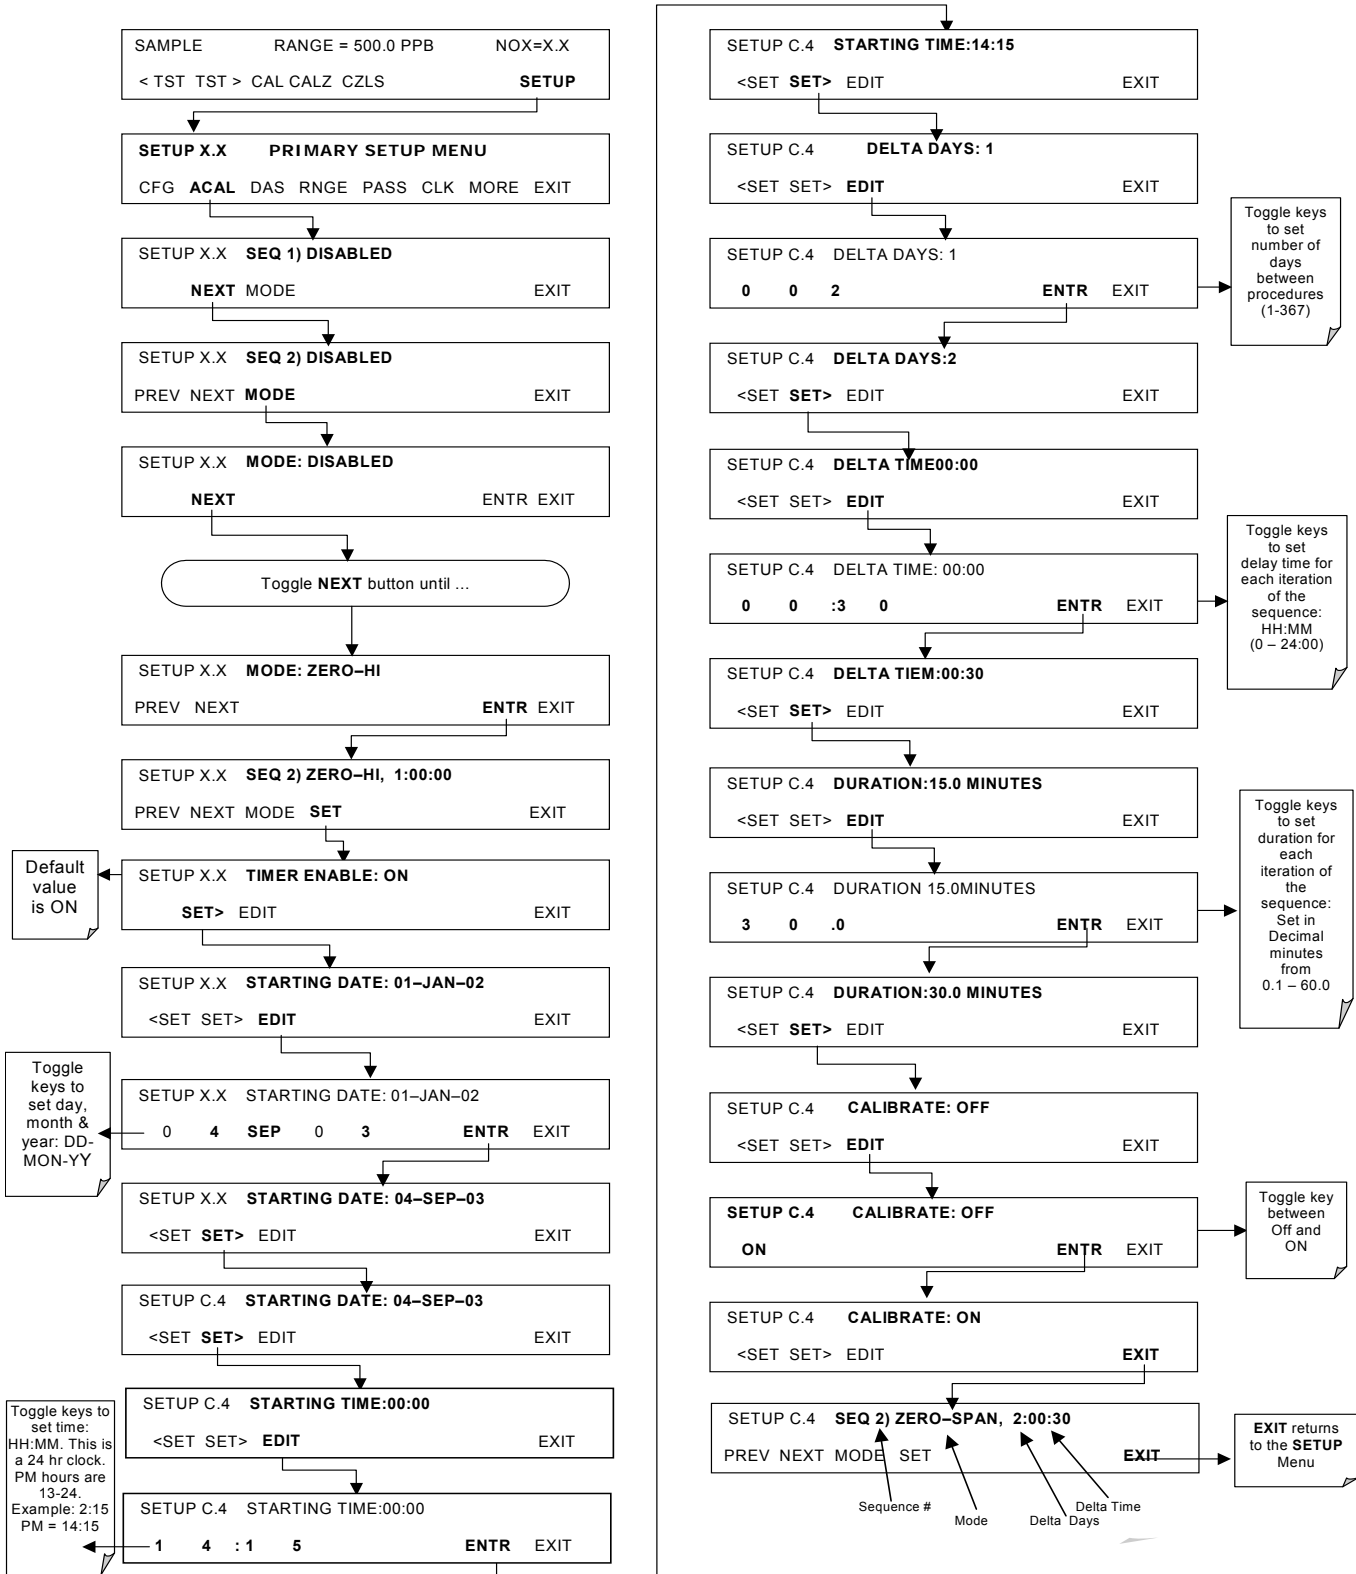 SAMPLE RANGE = 500.0 PPB NOX=X.X
< TST TST > CAL CALZ CZLS SETUP
SETUP X.X PRIMARY SETUP MENU
CFG ACAL DAS RNGE PASS CLK MORE EXIT
SETUP X.X SEQ 1) DISABLED
NEXT MODE EXIT
SETUP X.X SEQ 2) DISABLED
PREV NEXT MODE EXIT
SETUP X.X MODE: DISABLED
NEXT ENTR EXIT
Toggle NEXT button until ...
SETUP X.X MODE: ZERO–HI
PREV NEXT ENTR EXIT
SETUP X.X SEQ 2) ZERO–HI, 1:00:00
PREV NEXT MODE SET EXIT
Default
value
is ON
SETUP X.X TIMER ENABLE: ON
SET> EDIT EXIT
SETUP X.X STARTING DATE: 01–JAN–02
<SET SET> EDIT EXIT
Toggle
keys to
set day,
month &
year: DD-
MON-YY
SETUP X.X STARTING DATE: 01–JAN–02
0 4 SEP 0 3 ENTR EXIT
SETUP X.X STARTING DATE: 04–SEP–03
<SET SET> EDIT EXIT
SETUP C.4 STARTING DATE: 04–SEP–03
<SET SET> EDIT EXIT
SETUP C.4 STARTING TIME:00:00
<SET SET> EDIT EXIT
Toggle keys to
set time:
HH:MM. This is
a 24 hr clock.
PM hours are
13-24.
Example: 2:15
PM = 14:15
SETUP C.4 STARTING TIME:00:00
1 4 : 1 5 ENTR EXIT
SETUP C.4 STARTING TIME:14:15
<SET SET> EDIT EXIT
SETUP C.4 DELTA DAYS: 1
<SET SET> EDIT EXIT
SETUP C.4 DELTA DAYS: 1
0 0 2 ENTR EXIT
Toggle keys
to set
number of
days
between
procedures
(1-367)
SETUP C.4 DELTA DAYS:2
<SET SET> EDIT EXIT
SETUP C.4 DELTA TIME00:00
<SET SET> EDIT EXIT
SETUP C.4 DELTA TIME: 00:00
0 0 :3 0 ENTR EXIT
Toggle keys
to set
delay time for
each iteration
of the
sequence:
HH:MM
(0 – 24:00)
SETUP C.4 DELTA TIEM:00:30
<SET SET> EDIT EXIT
SETUP C.4 DURATION:15.0 MINUTES
<SET SET> EDIT EXIT
SETUP C.4 DURATION 15.0MINUTES
3 0 .0 ENTR EXIT
Toggle keys
to set
duration for
each
iteration of
the
sequence:
Set in
Decimal
minutes
from
0.1 – 60.0
SETUP C.4 DURATION:30.0 MINUTES
<SET SET> EDIT EXIT
SETUP C.4 CALIBRATE: OFF
<SET SET> EDIT EXIT
SETUP C.4 CALIBRATE: OFF
ON ENTR EXIT
Toggle key
between
Off and
ON
SETUP C.4 CALIBRATE: ON
<SET SET> EDIT EXIT
SETUP C.4 SEQ 2) ZERO–SPAN, 2:00:30
PREV NEXT MODE SET EXIT
EXIT returns
to the SETUP
Menu
Sequence # Mode Delta Days Delta Time